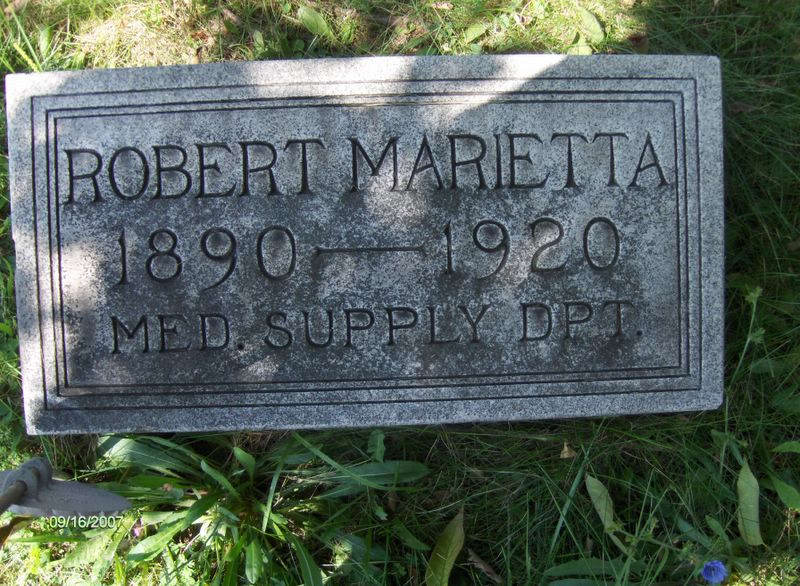 ROBERT MARIETTA
1890 — 1920
MED. SUPPLY DPT.
09/16/2007